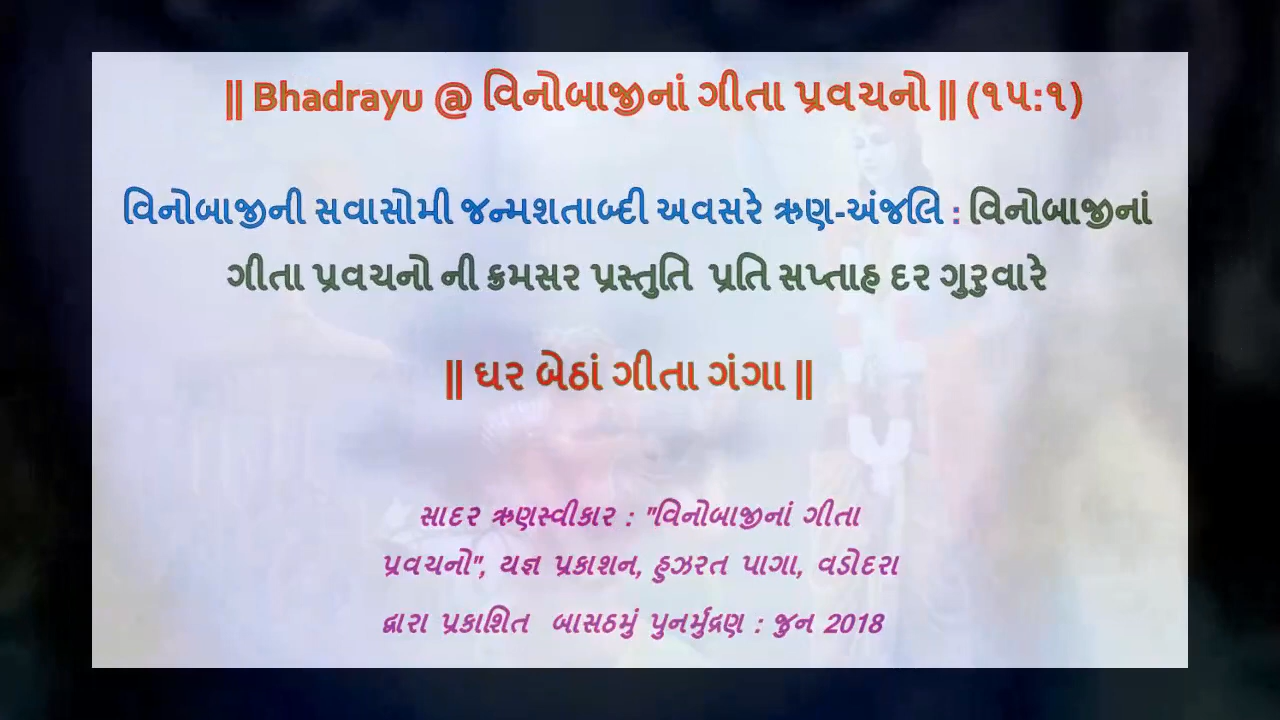 || Bhadrayu @ વિનોબાજીનાં ગીતા પ્રવચનો || (૧૫:૧)
વિનોબાજીની સવાસોમી જન્મશતાબ્દી અવસરે ઋણ-અંજલિ : વિનોબાજીનાં
ગીતા પ્રવચનો ની ક્રમસર પ્રસ્તુતિ પ્રતિ સપ્તાહ દર ગુરુવારે
|| ઘર બેઠાં ગીતા ગંગા ||
સાદર ઋણસ્વીકાર : "વિનોબાજીનાં ગીતા
પ્રવચનો", યજ્ઞ પ્રકાશન, હુઝરત પાગા, વડોદરા
દ્વારા પ્રકાશિત બાસઠમું પુનર્મુદ્રણ : જુન 2018